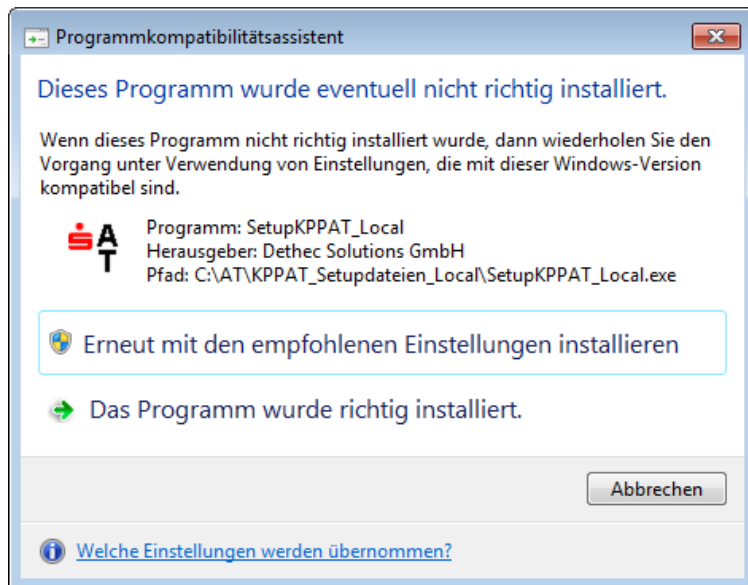 Programmkompatibilitätsassistent
Dieses Programm wurde eventuell nicht richtig installiert.
Wenn dieses Programm nicht richtig installiert wurde, dann wiederholen Sie den
Vorgang unter Verwendung von Einstellungen, die mit dieser Windows-Version
kompatibel sind.
S AT
Programm: SetupKPPAT_Local
Herausgeber: Dethec Solutions GmbH
Pfad: C:\AT\KPPAT_Setupdateien_Local\SetupKPPAT_Local.exe
Erneut mit den empfohlenen Einstellungen installieren
Das Programm wurde richtig installiert.
Abbrechen
Welche Einstellungen werden übernommen?